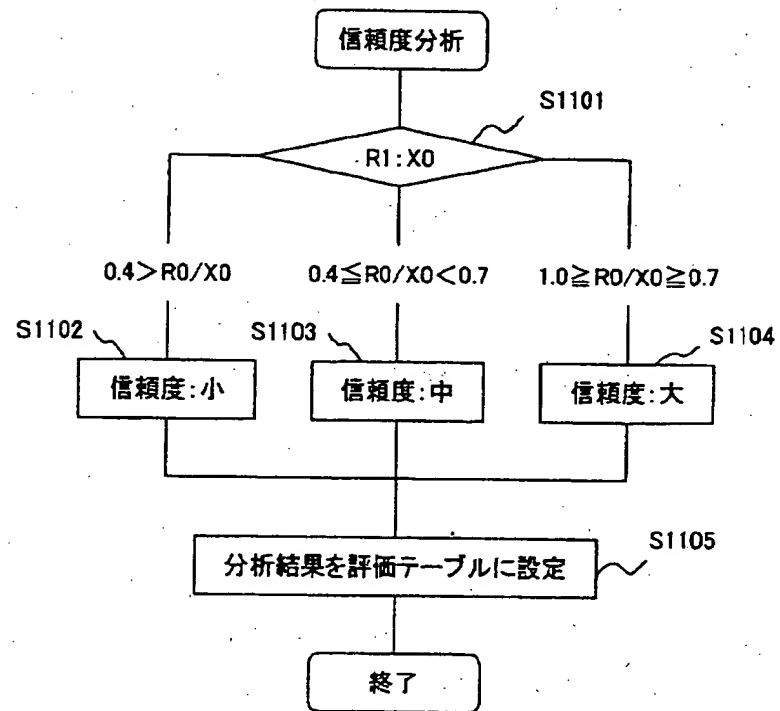 信頼度分析
S1101
R1:X0
0.4>R0/X0
0.4≦R0/X0<0.7
1.0≧R0/X0≧0.7
S1102
S1103
S1104
信頼度:小
信頼度:中
信頼度:大
S1105
分析結果を評価テーブルに設定
終了